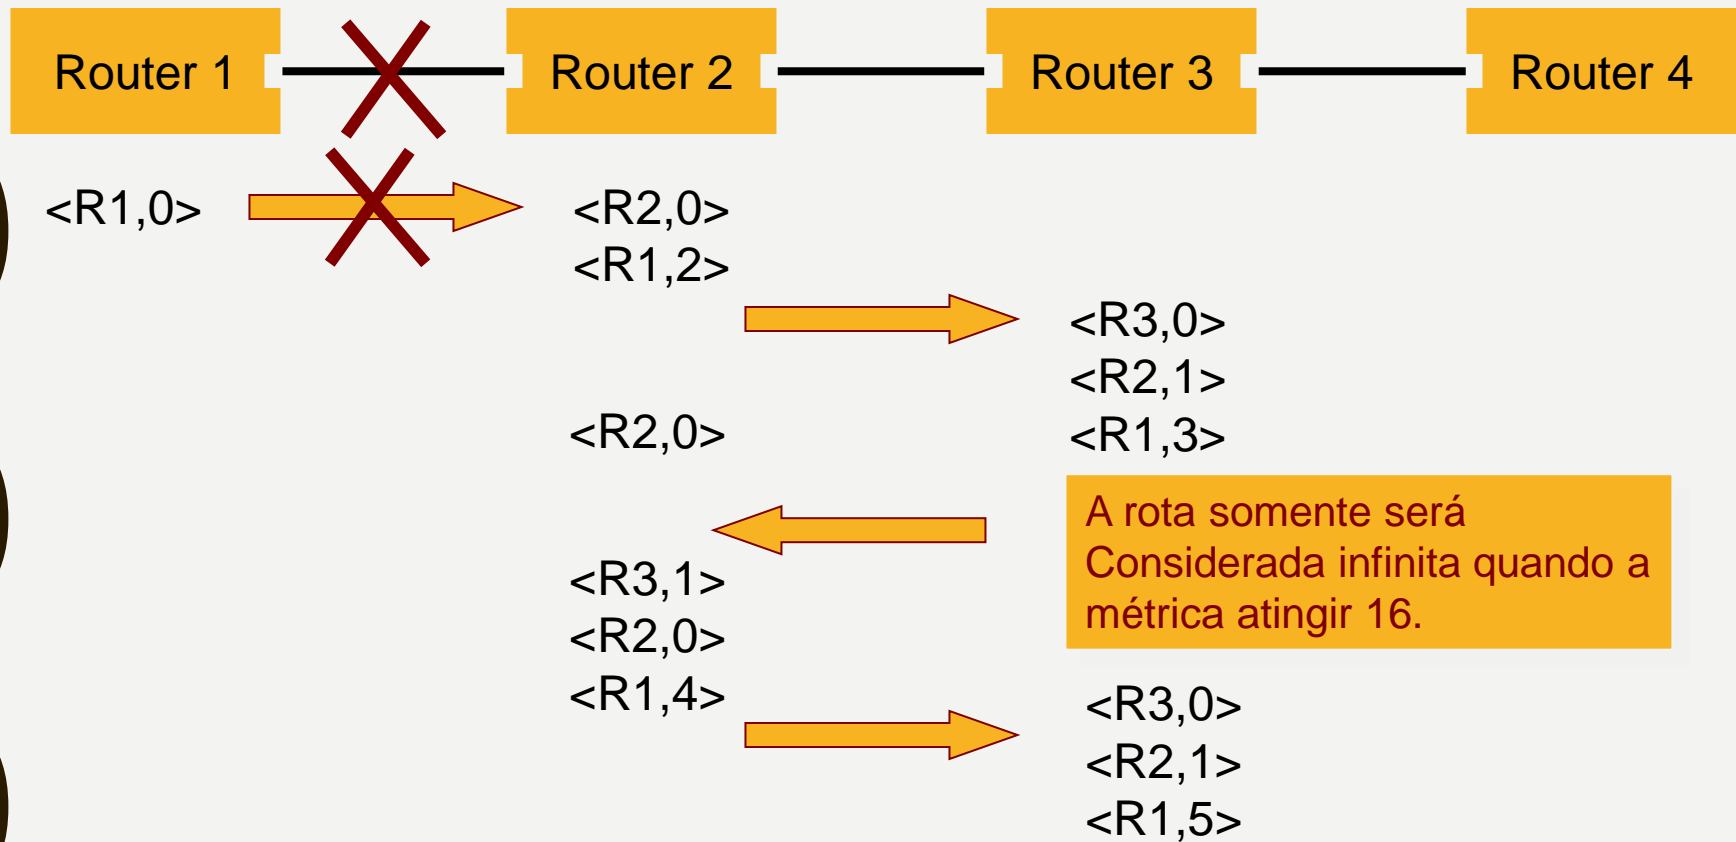 Router 1
Router 2
Router 3
Router 4
<R1,0>
<R2,0>
<R1,2>
<R3,0>
<R2,1>
<R1,3>
<R2,0>
A rota somente será
Considerada infinita quando a
métrica atingir 16.
<R3,1>
<R2,0>
<R1,4>
<R3,0>
<R2,1>
<R1,5>